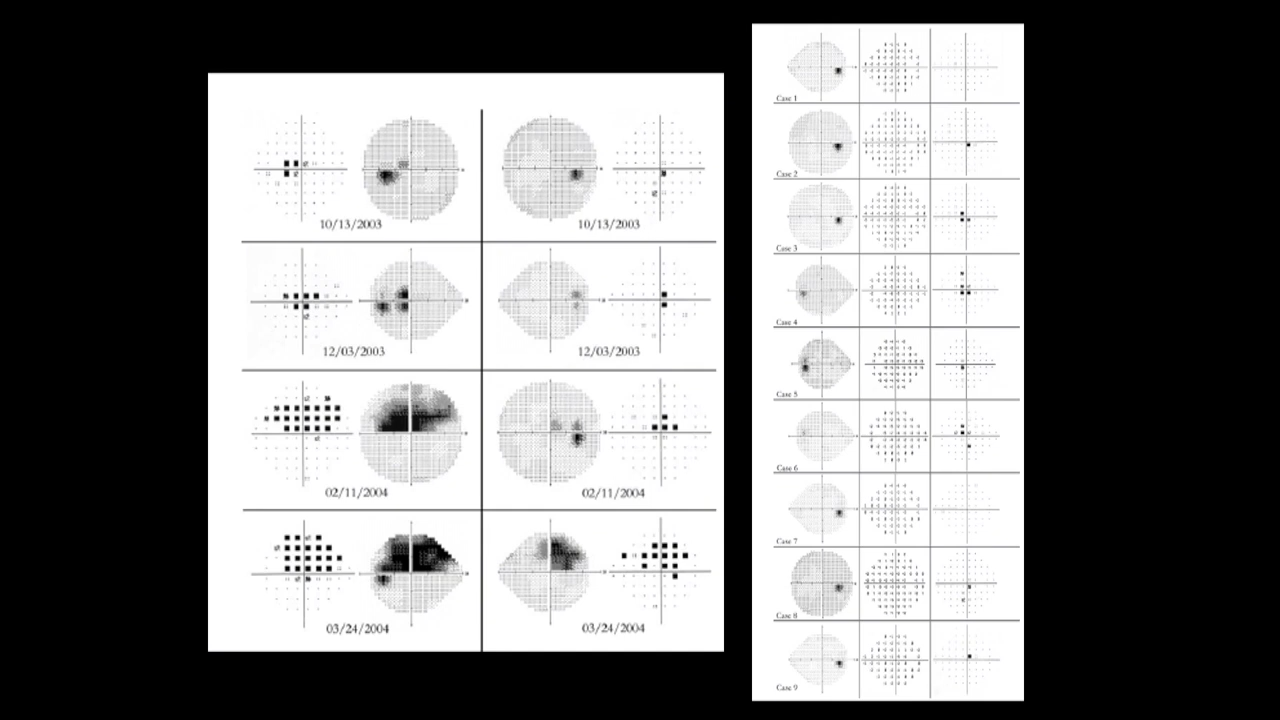 10/13/2003
10/13/2003
12/03/2003
12/03/2003
02/11/2004
02/11/2004
03/24/2004
03/24/2004
Case 1
Case 2
Case 3
Case 4
Case 5
Case 6
Case 7
Case 8
Case 9